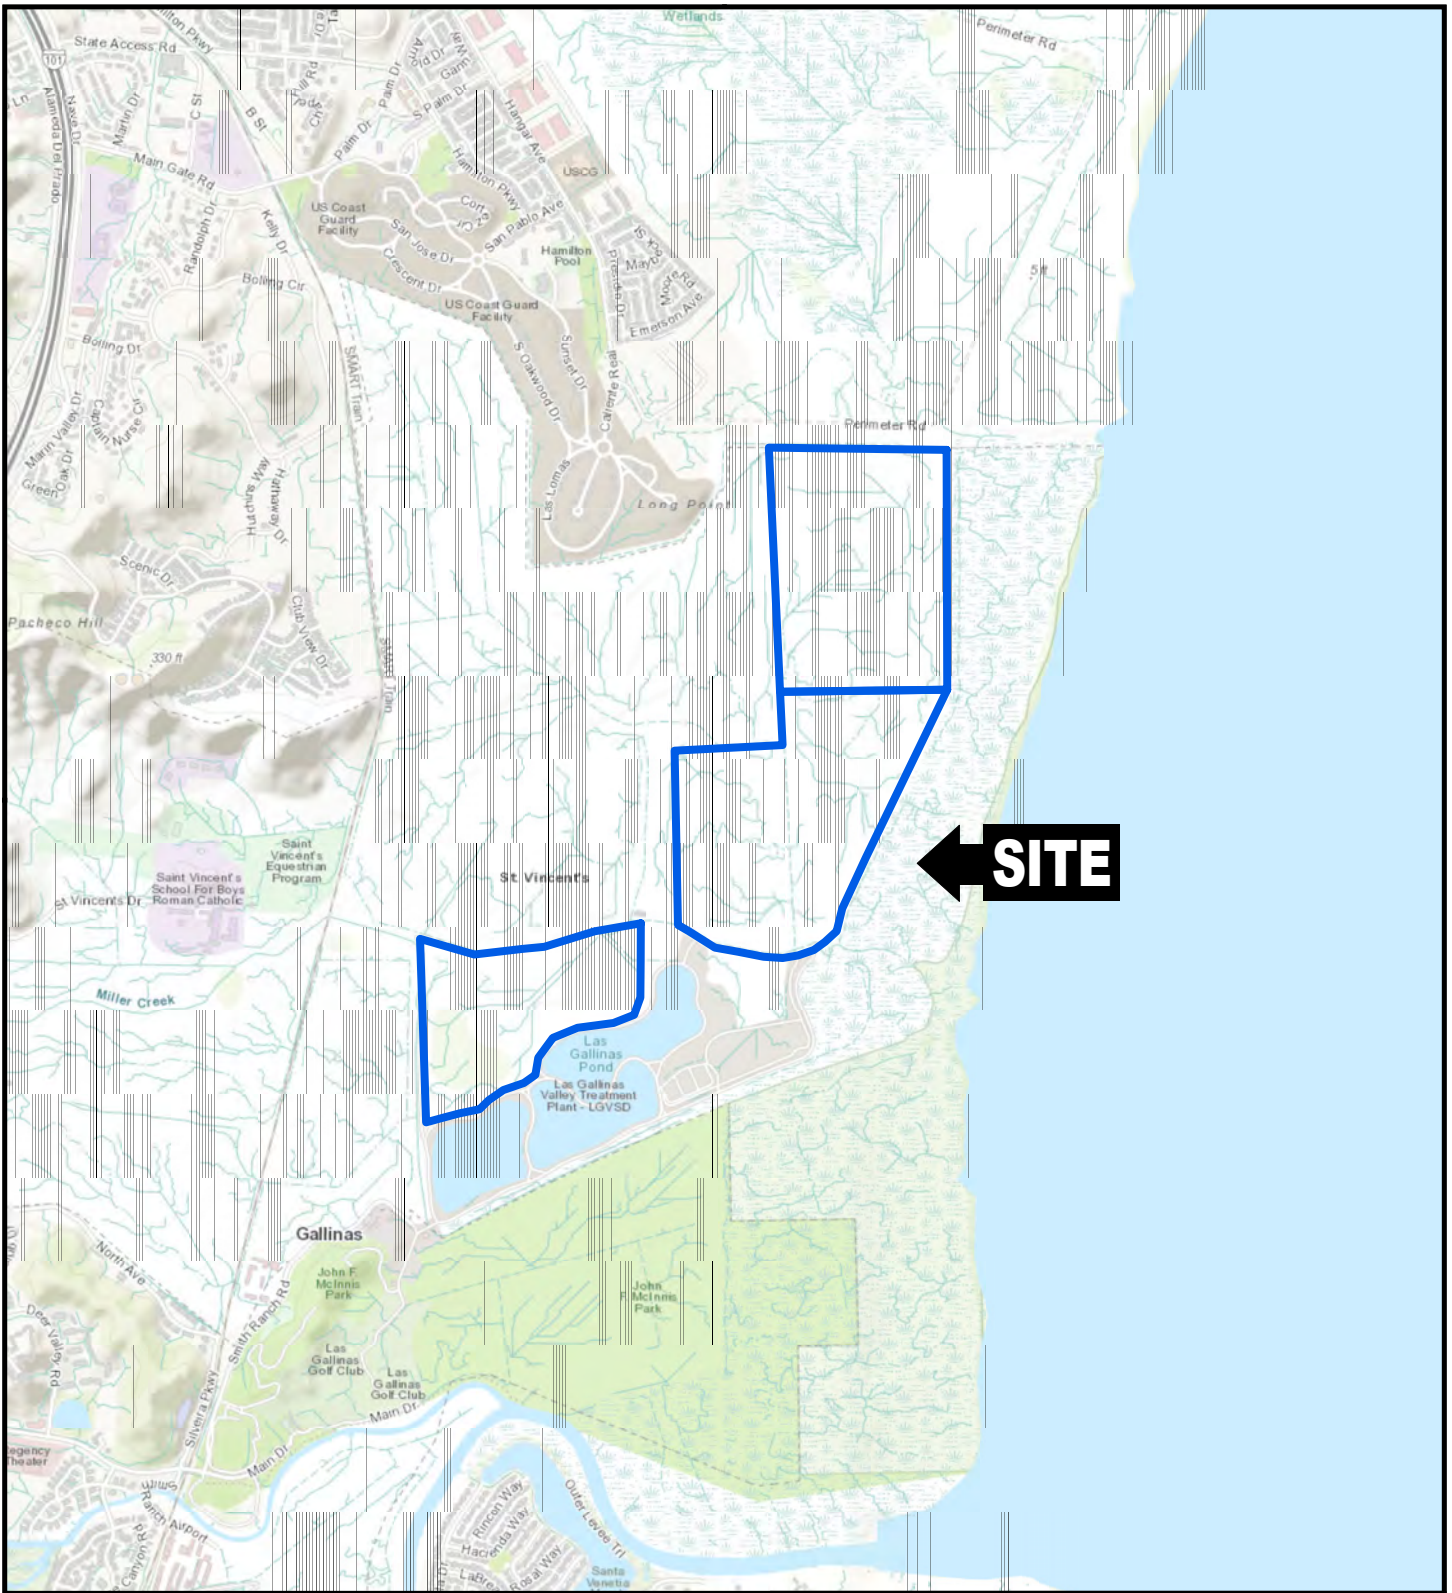 Wetlands
Perimeter Rd
State Access Rd
101
Nave Dr
Alameda Del Prado
Martin Dr
C St
B St
Palm Dr
S Palm Dr
Hangar Ave
Palm Dr
Main Gate Rd
Hamilton Pkwy
USCG
Randolph Dr
Kelly Dr
US Coast
Guard
Facility
San Jose Dr
San Pablo Ave
Crescent Dr
Hamilton
Pool
Presidio Dr
Moore Rd
Emerson Ave
5 ft
Bolling Cir
US Coast Guard
Facility
Bolling Dr
SMART Train
S Oakwood Dr
Sunset Dr
Caliente Real
Marin Valley Dr
Oak Dr
Green
Perimeter Rd
Hutchins Way
Hathaway
Dr
Las Lomas
Long Point
Scenic Dr
Club View Dr
Pacheco Hill
330 ft
SMART Train
Saint
Vincent's
Equestrian
Program
Saint Vincent's
School For Boys
Roman Catholic
St Vincents Dr
St. Vincent's
SITE
Miller Creek
Las
Gallinas
Pond
Las Gallinas
Valley Treatment
Plant - LGVSD
Gallinas
North Ave
John F.
McInnis
Park
John
F. McInnis
Park
Smith Ranch Rd
Deer Valley Rd
Las
Gallinas
Golf Club
Las
Gallinas
Golf Club
Main Dr
Silveira Pkwy
Main Dr
Regency
Theater
Outer Levee Trl
Rincon Way
Hacienda Way
Rosal Way
Santa
Venetia